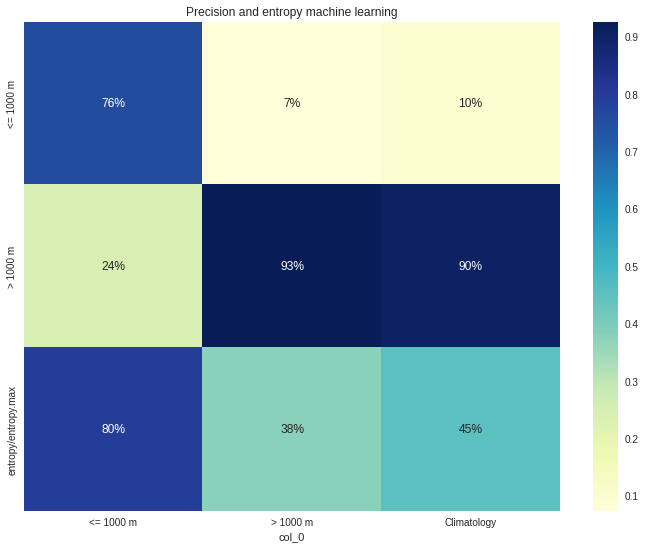 Precision and entropy machine learning
<= 1000 m
76%
7%
10%
> 1000 m
24%
93%
90%
entropy/entropy.max
80%
38%
45%
<= 1000 m
> 1000 m
Climatology
col_0
0.9
0.8
0.7
0.6
0.5
0.4
0.3
0.2
0.1